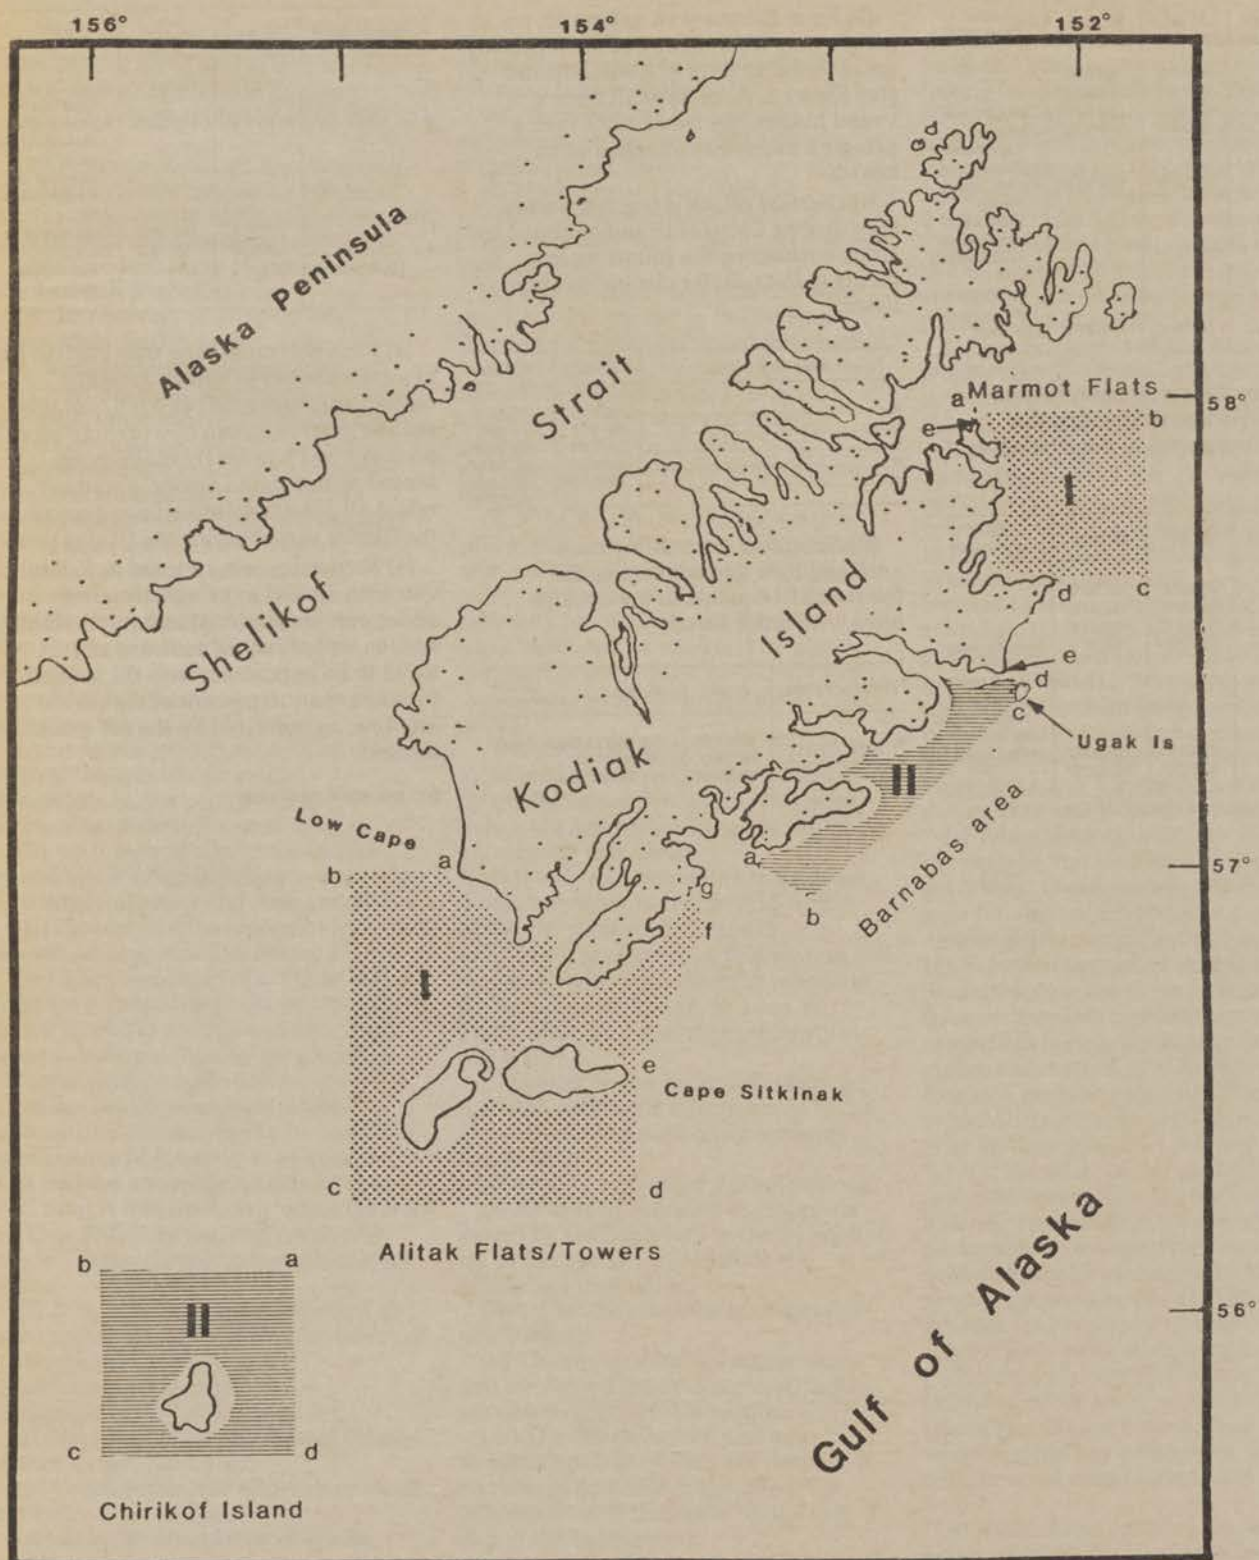 156°
154°
152°
Alaska Peninsula
Shelikof
Strait
Marmot Flats
a
b
e
I
c
d
58°
Kodiak
Island
e
d
c
Ugak Is
II
Barnabas area
a
b
57°
Low Cape
a
b
g
f
I
e
Cape Sitkinak
c
d
Alitak Flats/Towers
b
a
II
c
d
Chirikof Island
56°
Gulf of Alaska